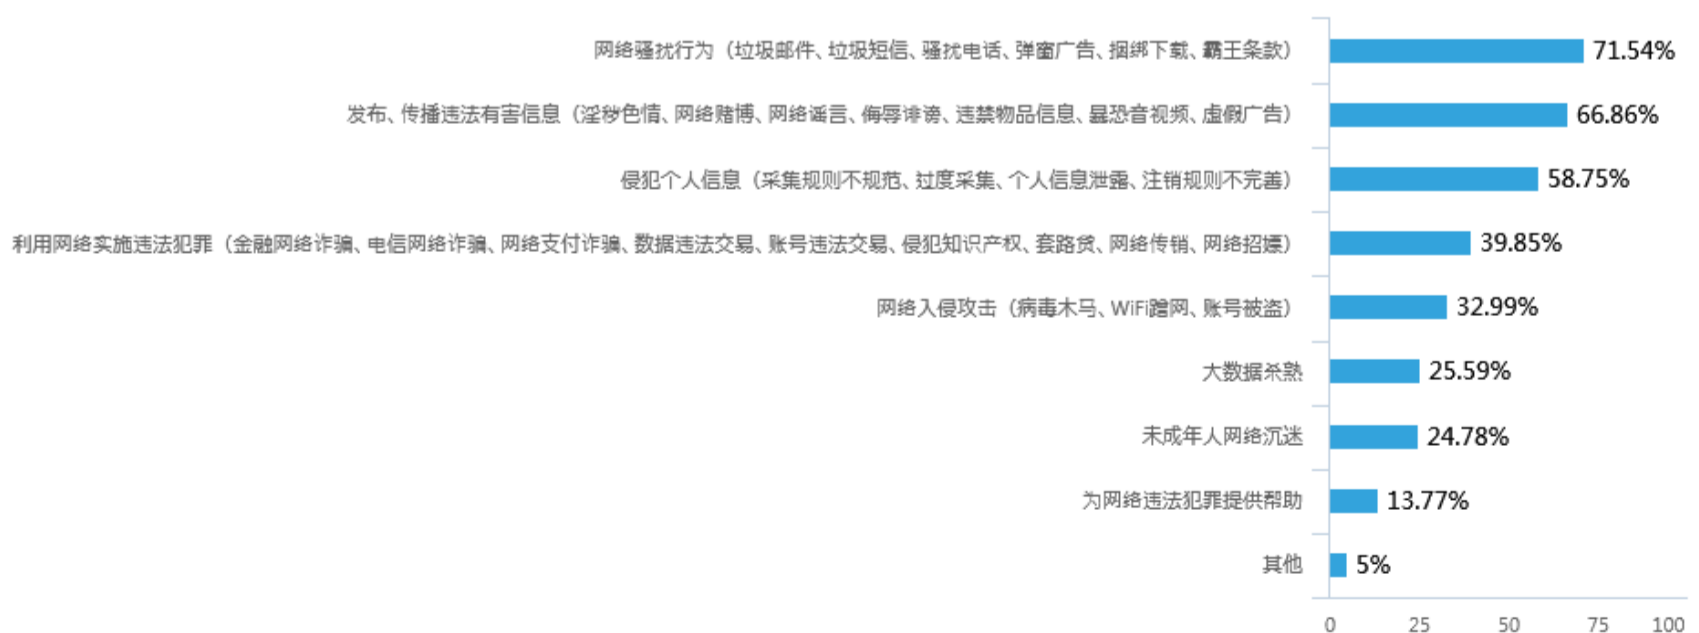 网络骚扰行为（垃圾邮件、垃圾短信、骚扰电话、弹窗广告、捆绑下载、霸王条款） 71.54%
发布、传播违法有害信息（淫秽色情、网络赌博、网络谣言、侮辱诽谤、违禁物品信息、暴恐音视频、虚假广告） 66.86%
侵犯个人信息（采集规则不规范、过度采集、个人信息泄露、注销规则不完善） 58.75%
利用网络实施违法犯罪（金融网络诈骗、电信网络诈骗、网络支付诈骗、数据违法交易、账号违法交易、侵犯知识产权、套路贷、网络传销、网络招嫖） 39.85%
网络入侵攻击（病毒木马、WiFi蹭网、账号被盗） 32.99%
大数据杀熟 25.59%
未成年人网络沉迷 24.78%
为网络违法犯罪提供帮助 13.77%
其他 5%
0 25 50 75 100